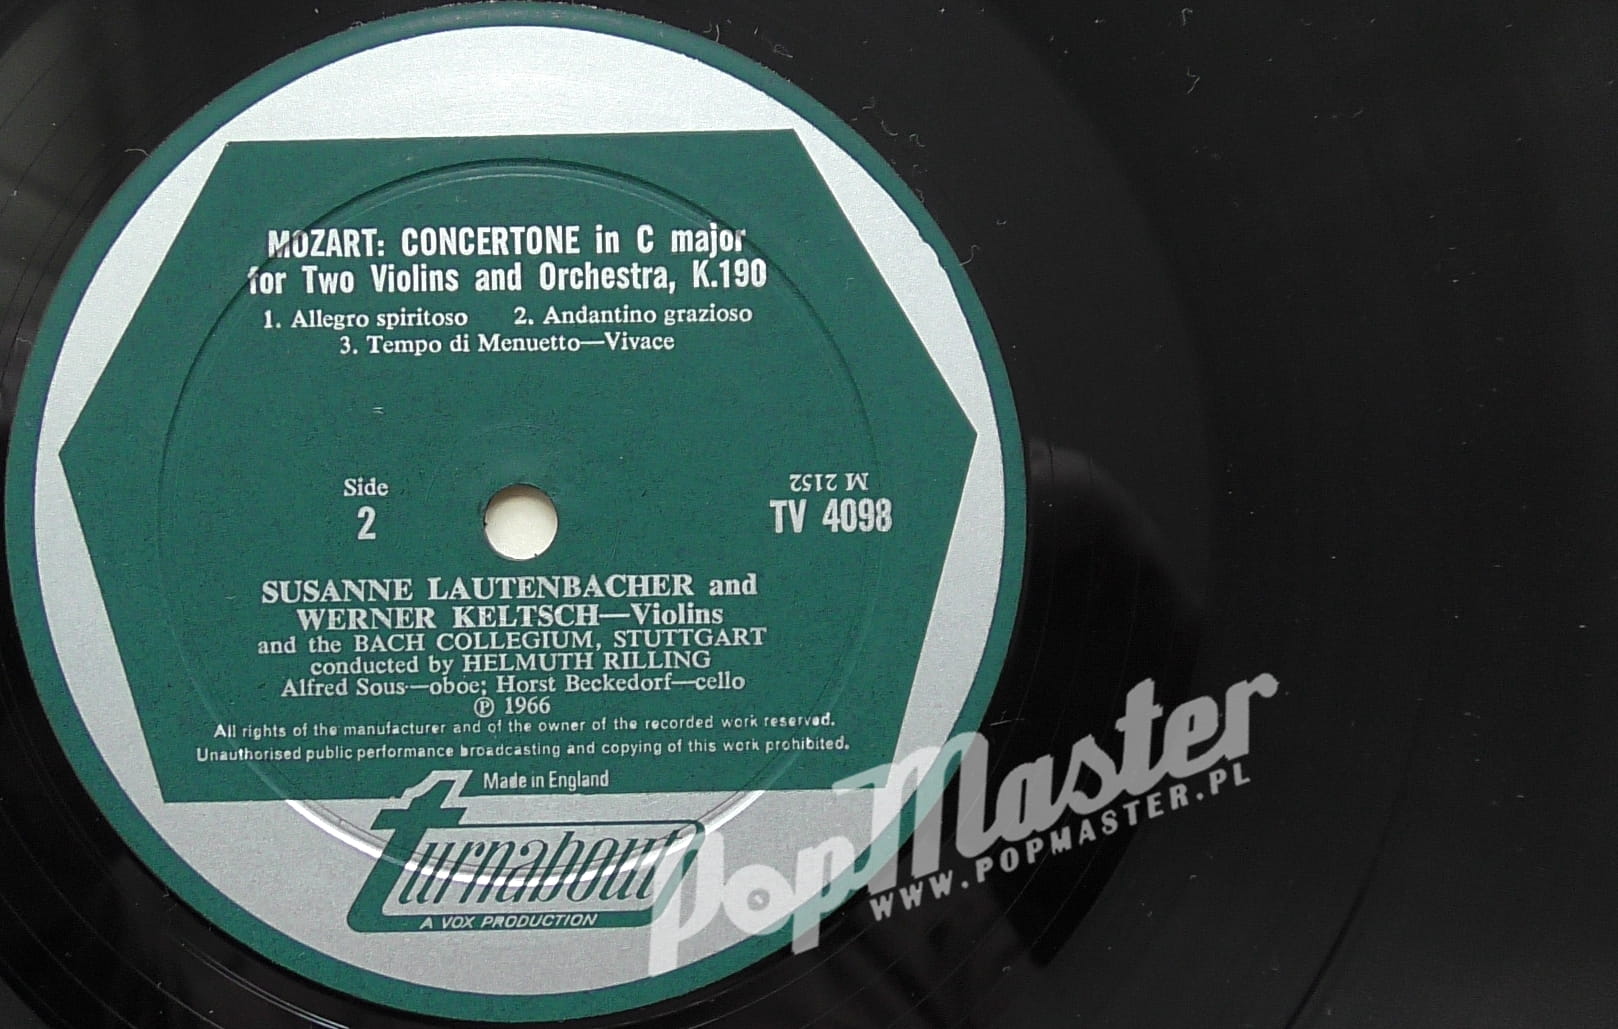 MOZART: CONCERTONE in C major
for Two Violins and Orchestra, K.190
1. Allegro spiritoso 2. Andantino grazioso
3. Tempo di Menuetto—Vivace
Side
2
M 2152
TV 4098
SUSANNE LAUTENBACHER and
WERNER KELTSCH—Violins
and the BACH COLLEGIUM, STUTTGART
conducted by HELMUTH RILLING
Alfred Sous—oboe; Horst Beckedorf—cello
℗ 1966
All rights of the manufacturer and of the owner of the recorded work reserved.
Unauthorised public performance broadcasting and copying of this work prohibited.
Made in England
turnabout
A VOX PRODUCTION
PopMaster
WWW.POPMASTER.PL